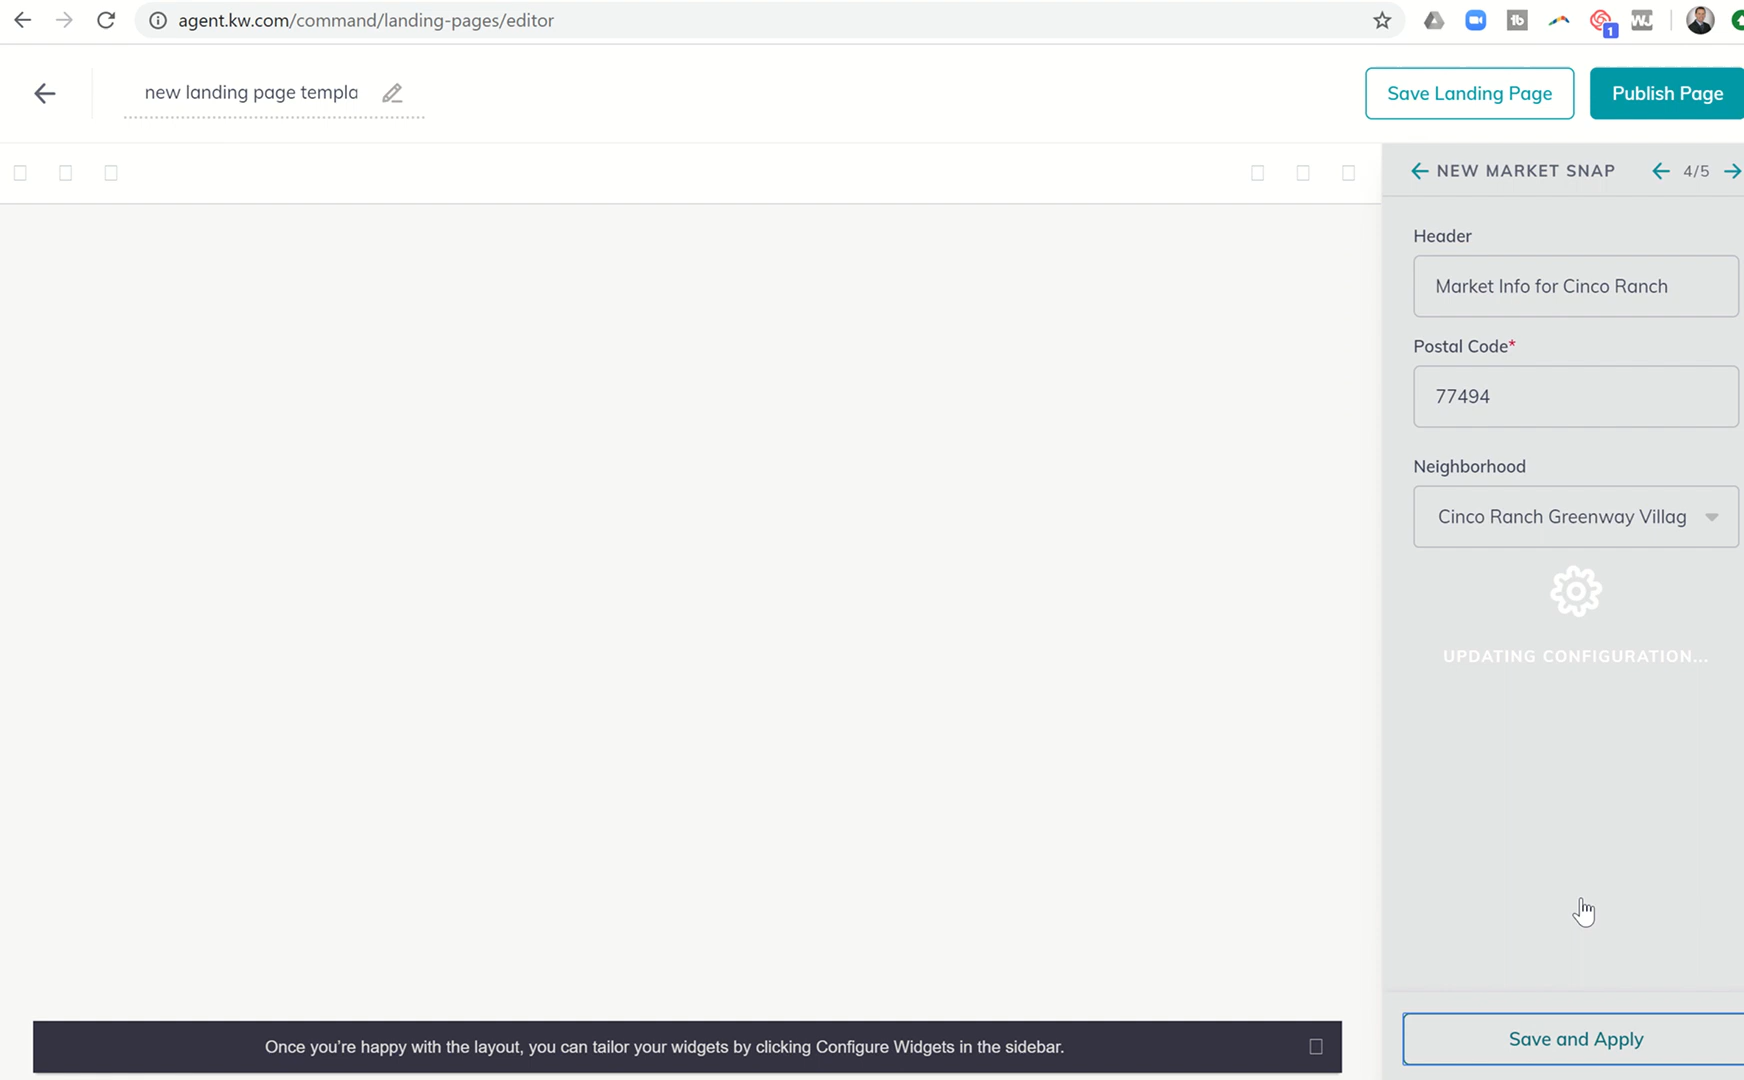 agent.kw.com/command/landing-pages/editor
tb
1
WJ
new landing page templa
Save Landing Page
Publish Page
NEW MARKET SNAP
4/5
Header
Market Info for Cinco Ranch
Postal Code*
77494
Neighborhood
Cinco Ranch Greenway Villag
UPDATING CONFIGURATION...
Once you’re happy with the layout, you can tailor your widgets by clicking Configure Widgets in the sidebar.
Save and Apply